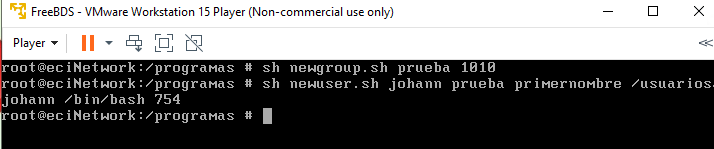 FreeBDS - VMware Workstation 15 Player (Non-commercial use only)
Player
root@eciNetwork:/programas # sh newgroup.sh prueba 1010
root@eciNetwork:/programas # sh newuser.sh johann prueba primernombre /usuarios/
johann /bin/bash 754
root@eciNetwork:/programas #